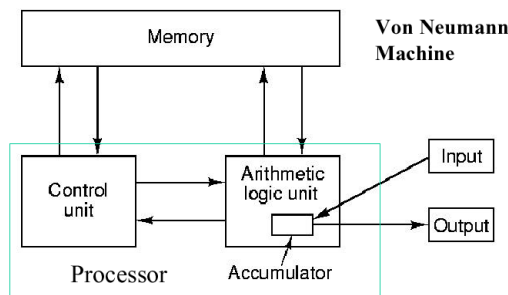 Memory
Von Neumann
Machine
Control
unit
Arithmetic
logic unit
Input
Output
Processor
Accumulator